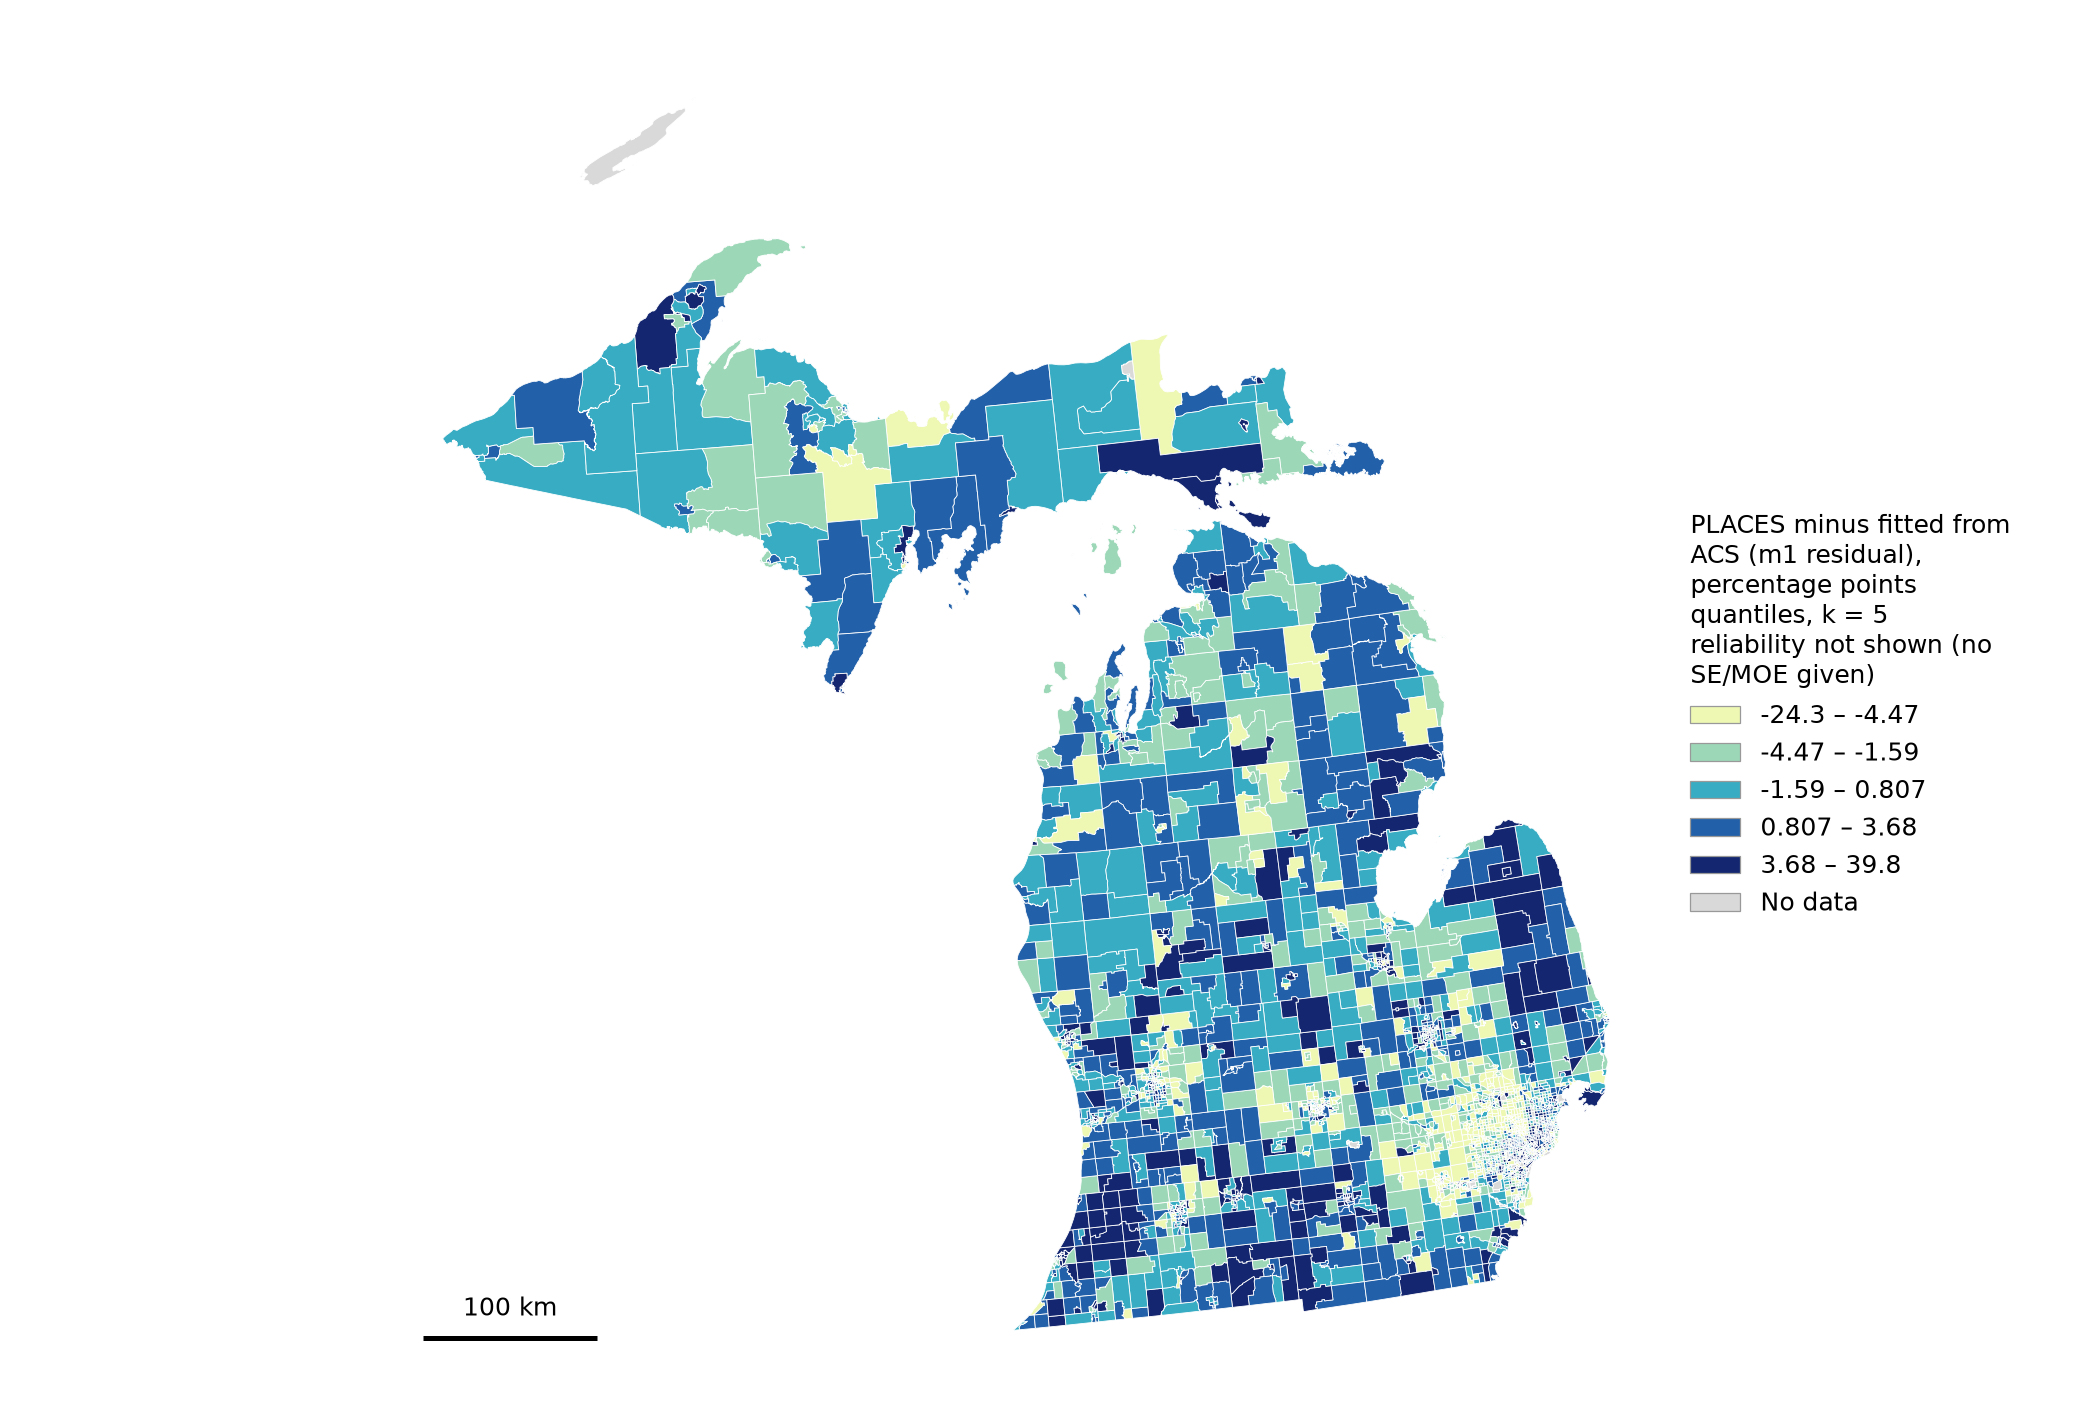 PLACES minus fitted from
ACS (m1 residual),
percentage points
quantiles, k = 5
reliability not shown (no
SE/MOE given)
-24.3 – -4.47
-4.47 – -1.59
-1.59 – 0.807
0.807 – 3.68
3.68 – 39.8
No data
100 km